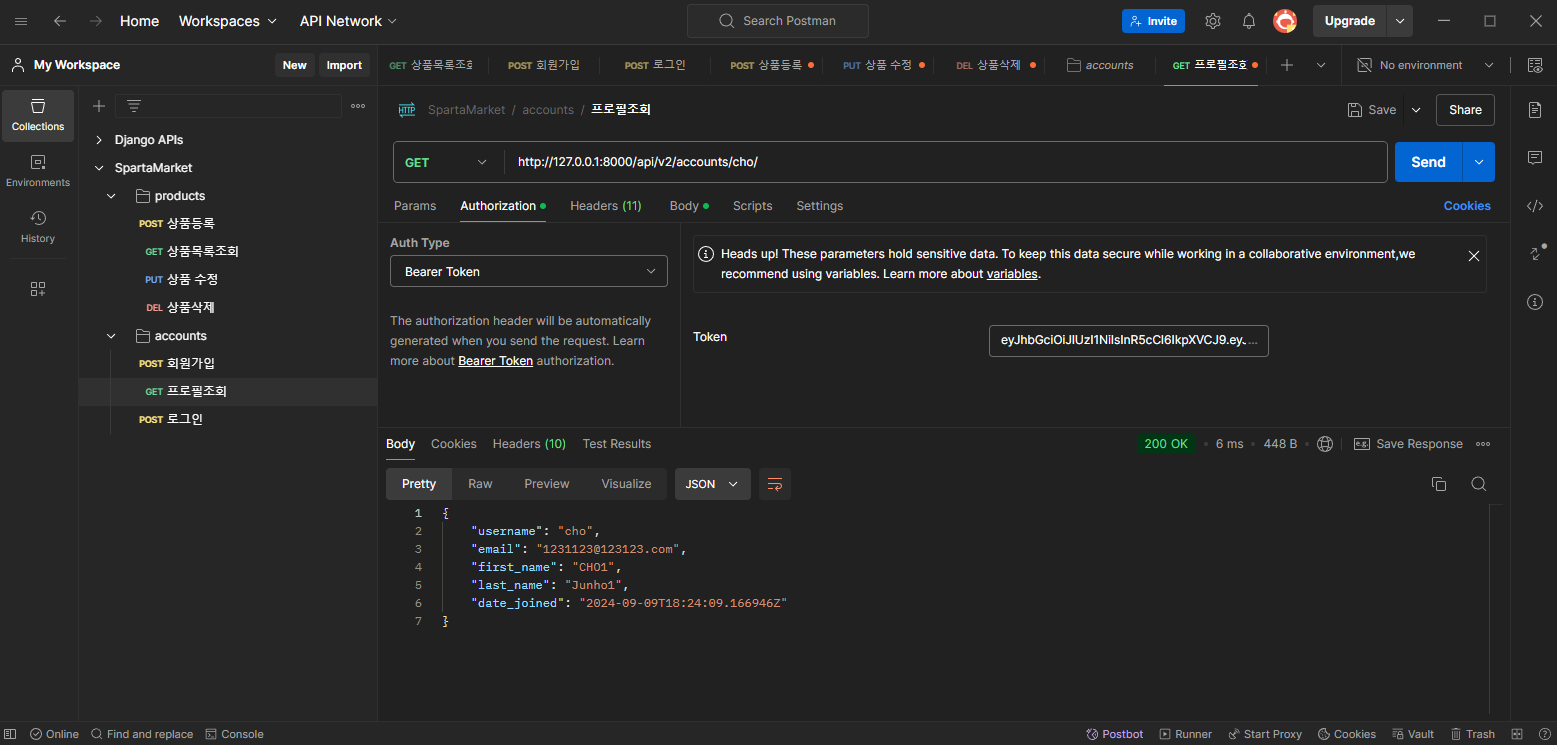 Home Workspaces API Network Search Postman Invite Upgrade
My Workspace New Import GET 상품목록조회 POST 회원가입 POST 로그인 POST 상품등록 PUT 상품 수정 DEL 상품삭제 accounts GET 프로필조회 No environment
Collections
Environments
History
Django APIs
SpartaMarket
products
POST 상품등록
GET 상품목록조회
PUT 상품 수정
DEL 상품삭제
accounts
POST 회원가입
GET 프로필조회
POST 로그인
HTTP SpartaMarket / accounts / 프로필조회 Save Share
GET http://127.0.0.1:8000/api/v2/accounts/cho/ Send
Params Authorization Headers (11) Body Scripts Settings Cookies
Auth Type
Bearer Token
The authorization header will be automatically
generated when you send the request. Learn
more about Bearer Token authorization.
Heads up! These parameters hold sensitive data. To keep this data secure while working in a collaborative environment,we
recommend using variables. Learn more about variables.
Token eyJhbGciOiJIUzI1NiIsInR5cCI6IkpXVCJ9.eyJ...
Body Cookies Headers (10) Test Results 200 OK 6 ms 448 B e.g. Save Response
Pretty Raw Preview Visualize JSON
1 {
2 "username": "cho",
3 "email": "1231123@123123.com",
4 "first_name": "CHO1",
5 "last_name": "Junho1",
6 "date_joined": "2024-09-09T18:24:09.166946Z"
7 }
Online Find and replace Console Postbot Runner Start Proxy Cookies Vault Trash